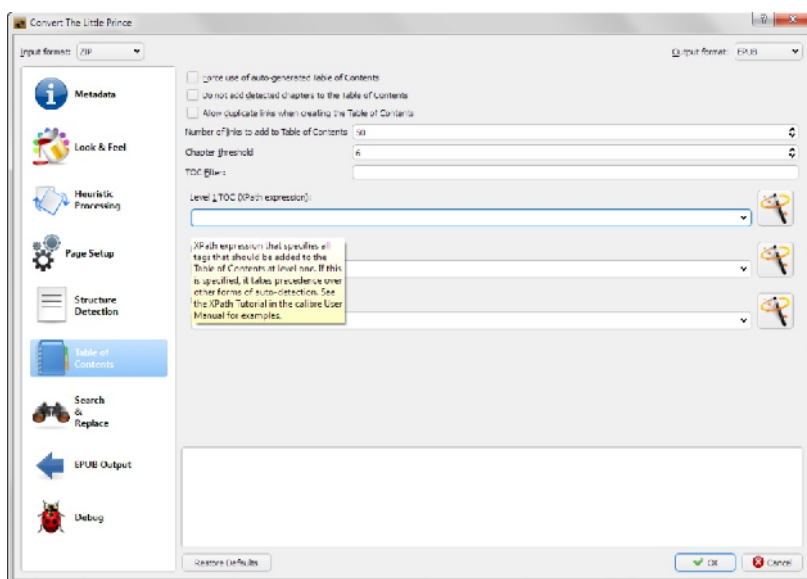 Convert The Little Prince
Input format: ZIP
Output format: EPUB
Metadata
Look & Feel
Heuristic
Processing
Page Setup
Structure
Detection
Table of
Contents
Search
&
Replace
EPUB Output
Debug
Force use of auto-generated Table of Contents
Do not add detected chapters to the Table of Contents
Allow duplicate links when creating the Table of Contents
Number of links to add to Table of Contents 50
Chapter threshold 6
TOC Filter:
Level 1 TOC (XPath expression):
XPath expression that specifies all
tags that should be added to the
Table of Contents at level one. If this
is specified, it takes precedence over
other forms of auto-detection. See
the XPath Tutorial in the calibre User
Manual for examples.
Restore Defaults
OK
Cancel